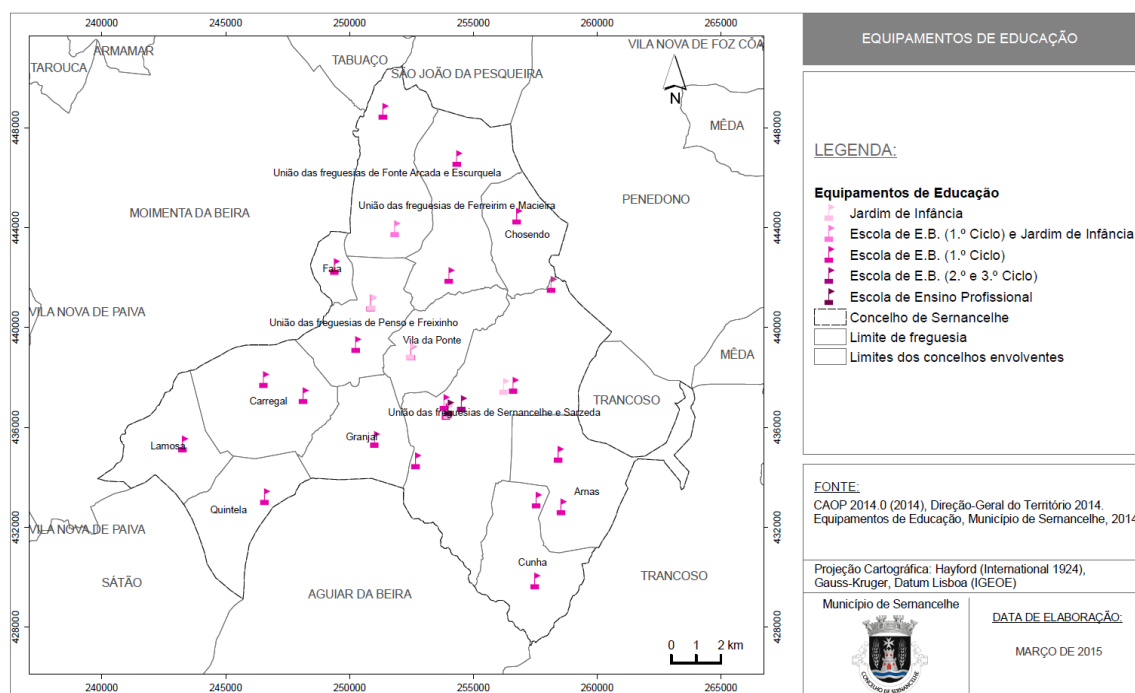 240000 245000 250000 255000 260000 265000
EQUIPAMENTOS DE EDUCAÇÃO
VILA NOVA DE FOZ CÔA
ARMAMAR
TAROUCA
TABUAÇO
SÃO JOÃO DA PESQUEIRA
N
448000
MÊDA
União das freguesias de Fonte Arcada e Escurquela
PENEDONO
União das freguesias de Ferreirim e Macieira
MOIMENTA DA BEIRA
444000
Chosendo
Faia
VILA NOVA DE PAIVA
440000
União das freguesias de Penso e Freixinho
Vila da Ponte
MÊDA
Carregal
TRANCOSO
União das freguesias de Sernancelhe e Sarzeda
436000
Granjal
Lamosa
Arnas
Quintela
432000
VILA NOVA DE PAIVA
Cunha
SÁTÃO
AGUIAR DA BEIRA
TRANCOSO
428000
0 1 2 km
240000 245000 250000 255000 260000 265000
LEGENDA:
Equipamentos de Educação
Jardim de Infância
Escola de E.B. (1.º Ciclo) e Jardim de Infância
Escola de E.B. (1.º Ciclo)
Escola de E.B. (2.º e 3.º Ciclo)
Escola de Ensino Profissional
Concelho de Sernancelhe
Limite de freguesia
Limites dos concelhos envolventes
FONTE:
CAOP 2014.0 (2014), Direção-Geral do Território 2014.
Equipamentos de Educação, Município de Sernancelhe, 2014
Projeção Cartográfica: Hayford (International 1924),
Gauss-Kruger, Datum Lisboa (IGEOE)
Município de Sernancelhe
CONCELHO DE SERNANCELHE
DATA DE ELABORAÇÃO:
MARÇO DE 2015